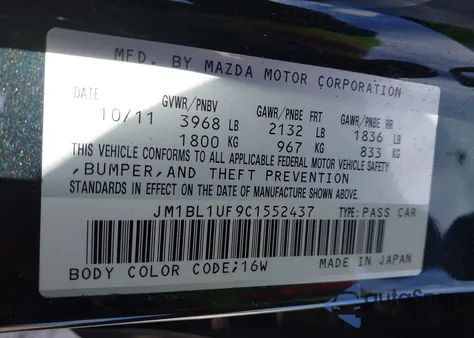 MFD. BY MAZDA MOTOR CORPORATION
DATE GVWR/PNBV GAWR/PNBE FRT GAWR/PNBE RR
10/11 3968 LB 2132 LB 1836 LB
1800 KG 967 KG 833 KG
THIS VEHICLE CONFORMS TO ALL APPLICABLE FEDERAL MOTOR VEHICLE SAFETY
,BUMPER,AND THEFT PREVENTION
STANDARDS IN EFFECT ON THE DATE OF MANUFACTURE SHOWN ABOVE.
JM1BL1UF9C1552437 TYPE:PASS CAR
BODY COLOR CODE;16W MADE IN JAPAN